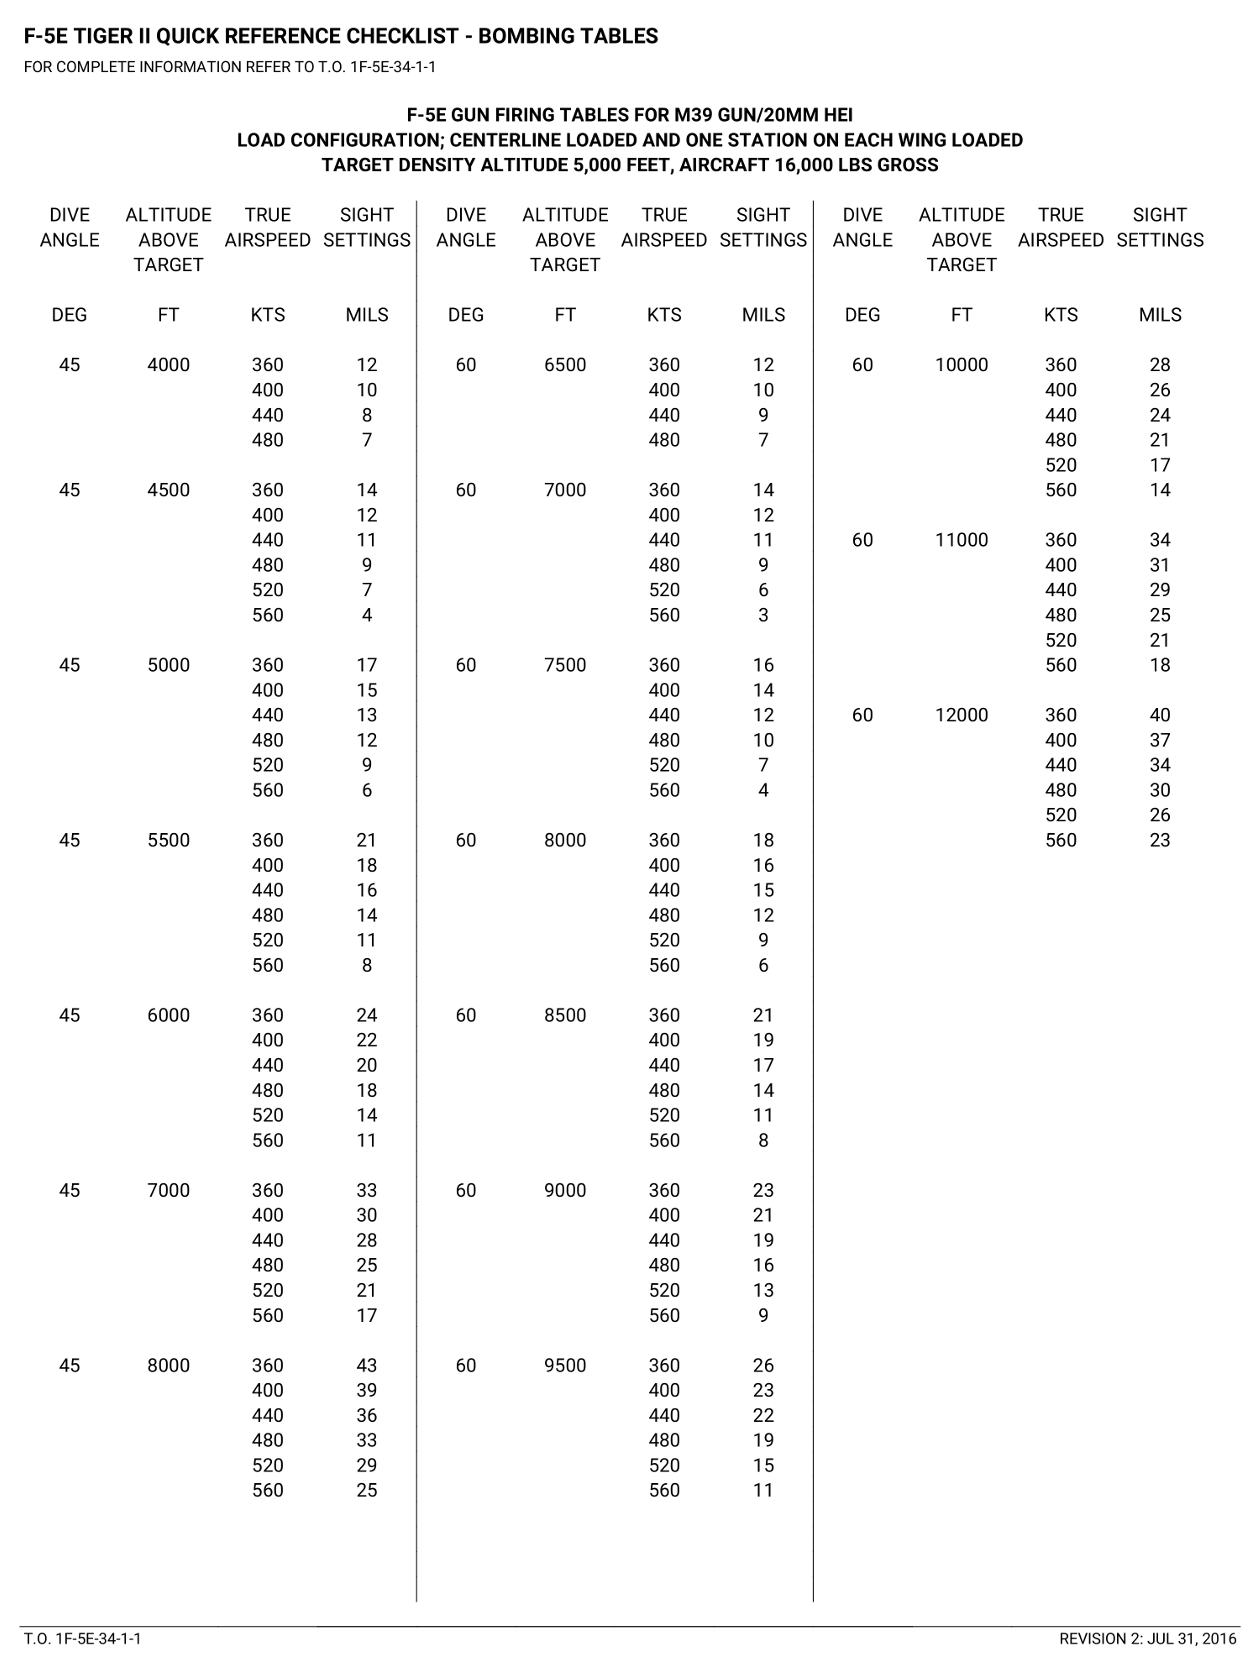 F-5E TIGER II QUICK REFERENCE CHECKLIST - BOMBING TABLES
FOR COMPLETE INFORMATION REFER TO T.O. 1F-5E-34-1-1
F-5E GUN FIRING TABLES FOR M39 GUN/20MM HEI
LOAD CONFIGURATION; CENTERLINE LOADED AND ONE STATION ON EACH WING LOADED
TARGET DENSITY ALTITUDE 5,000 FEET, AIRCRAFT 16,000 LBS GROSS
DIVE ALTITUDE TRUE SIGHT
ANGLE ABOVE AIRSPEED SETTINGS
TARGET
DEG FT KTS MILS
45 4000 360 12
400 10
440 8
480 7
45 4500 360 14
400 12
440 11
480 9
520 7
560 4
45 5000 360 17
400 15
440 13
480 12
520 9
560 6
45 5500 360 21
400 18
440 16
480 14
520 11
560 8
45 6000 360 24
400 22
440 20
480 18
520 14
560 11
45 7000 360 33
400 30
440 28
480 25
520 21
560 17
45 8000 360 43
400 39
440 36
480 33
520 29
560 25
DIVE ALTITUDE TRUE SIGHT
ANGLE ABOVE AIRSPEED SETTINGS
TARGET
DEG FT KTS MILS
60 6500 360 12
400 10
440 9
480 7
60 7000 360 14
400 12
440 11
480 9
520 6
560 3
60 7500 360 16
400 14
440 12
480 10
520 7
560 4
60 8000 360 18
400 16
440 15
480 12
520 9
560 6
60 8500 360 21
400 19
440 17
480 14
520 11
560 8
60 9000 360 23
400 21
440 19
480 16
520 13
560 9
60 9500 360 26
400 23
440 22
480 19
520 15
560 11
DIVE ALTITUDE TRUE SIGHT
ANGLE ABOVE AIRSPEED SETTINGS
TARGET
DEG FT KTS MILS
60 10000 360 28
400 26
440 24
480 21
520 17
560 14
60 11000 360 34
400 31
440 29
480 25
520 21
560 18
60 12000 360 40
400 37
440 34
480 30
520 26
560 23
T.O. 1F-5E-34-1-1
REVISION 2: JUL 31, 2016